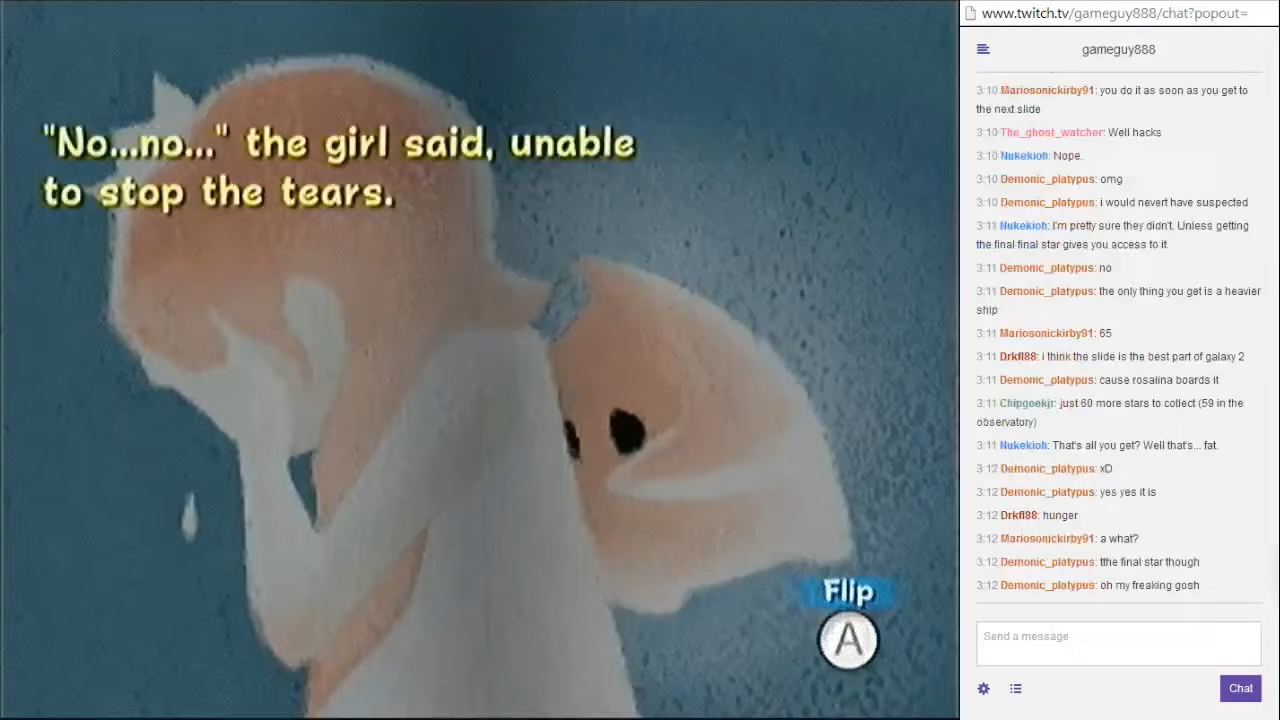 "No...no..." the girl said, unable
to stop the tears.
Flip
A
www.twitch.tv/gameguy888/chat?popout=
gameguy888
3:10 Mariosonickirby91: you do it as soon as you get to
the next slide
3:10 The_ghost_watcher: Well hacks
3:10 Nukekioh: Nope.
3:10 Demonic_platypus: omg
3:10 Demonic_platypus: i would nevert have suspected
3:11 Nukekioh: I'm pretty sure they didn't. Unless getting
the final final star gives you access to it.
3:11 Demonic_platypus: no
3:11 Demonic_platypus: the only thing you get is a heavier
ship
3:11 Mariosonickirby91: 65
3:11 Drkfl88: i think the slide is the best part of galaxy 2
3:11 Demonic_platypus: cause rosalina boards it
3:11 Chipgeekjr: just 60 more stars to collect (59 in the
observatory)
3:11 Nukekioh: That's all you get? Well that's... fat.
3:12 Demonic_platypus: xD
3:12 Demonic_platypus: yes yes it is
3:12 Drkfl88: hunger
3:12 Mariosonickirby91: a what?
3:12 Demonic_platypus: tthe final star though
3:12 Demonic_platypus: oh my freaking gosh
Send a message
Chat